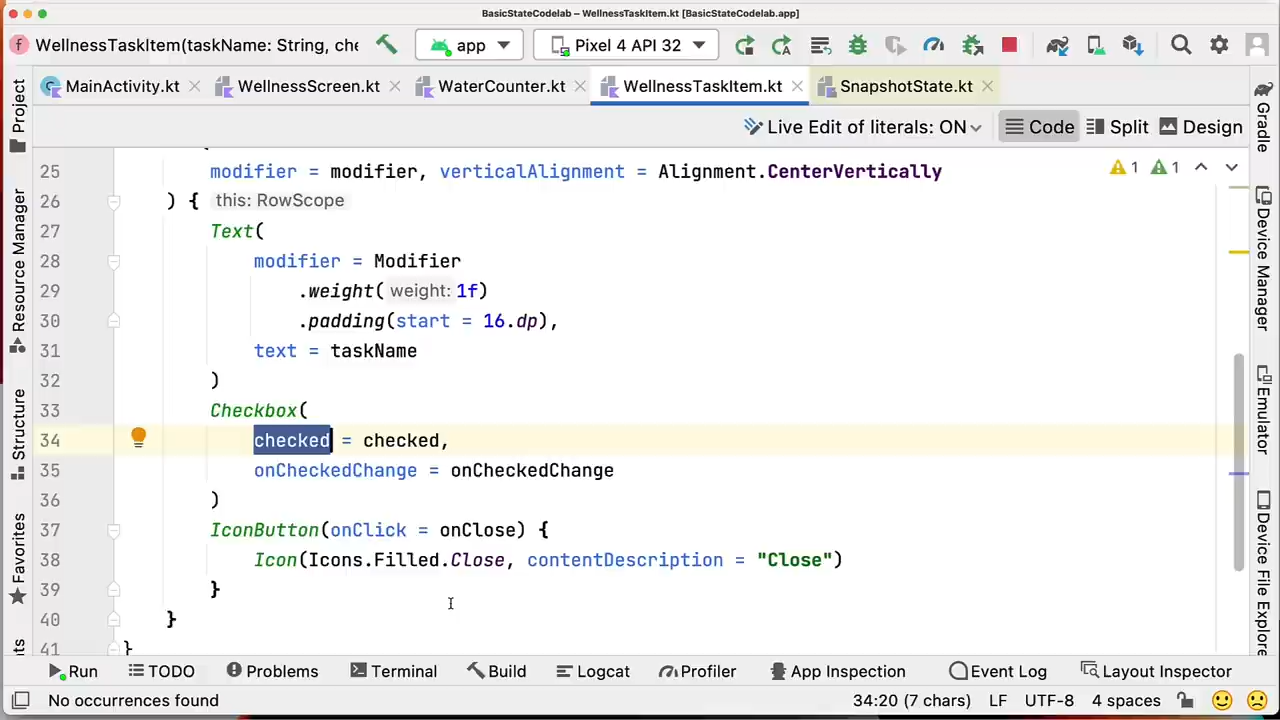 BasicStateCodelab – WellnessTaskItem.kt [BasicStateCodelab.app]
WellnessTaskItem(taskName: String, che
app
Pixel 4 API 32
MainActivity.kt
WellnessScreen.kt
WaterCounter.kt
WellnessTaskItem.kt
SnapshotState.kt
Live Edit of literals: ON
Code
Split
Design
25 modifier = modifier, verticalAlignment = Alignment.CenterVertically
1 1
26 ) { this: RowScope
27 Text(
28 modifier = Modifier
29 .weight( weight: 1f)
30 .padding(start = 16.dp),
31 text = taskName
32 )
33 Checkbox(
34 checked = checked,
35 onCheckedChange = onCheckedChange
36 )
37 IconButton(onClick = onClose) {
38 Icon(Icons.Filled.Close, contentDescription = "Close")
39 }
40 }
41 }
Project
Resource Manager
Structure
Favorites
Gradle
Device Manager
Emulator
Device File Explore
Run
TODO
Problems
Terminal
Build
Logcat
Profiler
App Inspection
Event Log
Layout Inspector
No occurrences found
34:20 (7 chars)
LF
UTF-8
4 spaces